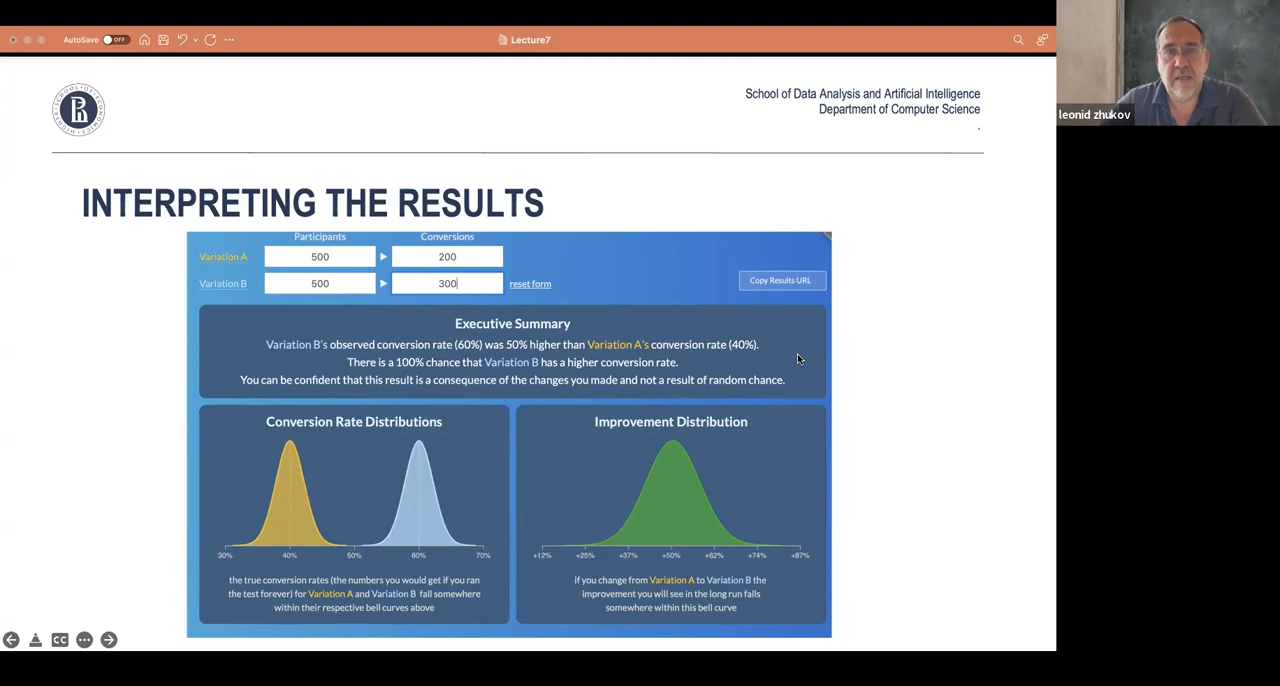 AutoSave OFF
Lecture7
leonid zhukov
School of Data Analysis and Artificial Intelligence
Department of Computer Science
.
INTERPRETING THE RESULTS
Participants Conversions
Variation A 500 200
Variation B 500 300 reset form
Copy Results URL
Executive Summary
Variation B's observed conversion rate (60%) was 50% higher than Variation A's conversion rate (40%).
There is a 100% chance that Variation B has a higher conversion rate.
You can be confident that this result is a consequence of the changes you made and not a result of random chance.
Conversion Rate Distributions
30% 40% 50% 60% 70%
the true conversion rates (the numbers you would get if you ran
the test forever) for Variation A and Variation B fall somewhere
within their respective bell curves above
Improvement Distribution
+12% +25% +37% +50% +62% +74% +87%
if you change from Variation A to Variation B the
improvement you will see in the long run falls
somewhere within this bell curve
CC